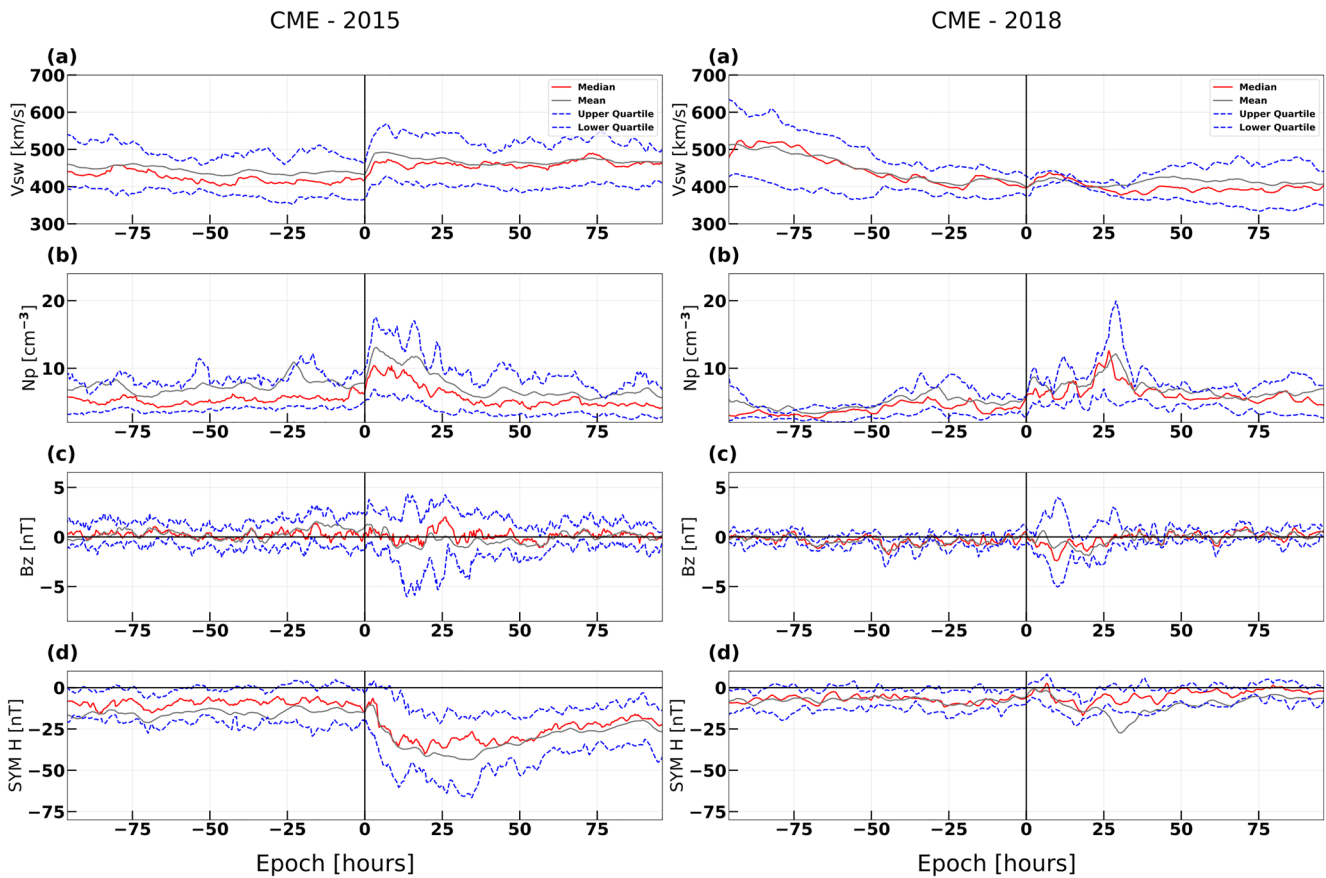 CME - 2015
(a)
Vsw [km/s]
700
600
500
400
300
Median
Mean
Upper Quartile
Lower Quartile
−75 −50 −25 0 25 50 75
(b)
Np [cm⁻³]
20
10
−75 −50 −25 0 25 50 75
(c)
Bz [nT]
5
0
−5
−75 −50 −25 0 25 50 75
(d)
SYM H [nT]
0
−25
−50
−75
−75 −50 −25 0 25 50 75
Epoch [hours]
CME - 2018
(a)
Vsw [km/s]
700
600
500
400
300
Median
Mean
Upper Quartile
Lower Quartile
−75 −50 −25 0 25 50 75
(b)
Np [cm⁻³]
20
10
−75 −50 −25 0 25 50 75
(c)
Bz [nT]
5
0
−5
−75 −50 −25 0 25 50 75
(d)
SYM H [nT]
0
−25
−50
−75
−75 −50 −25 0 25 50 75
Epoch [hours]